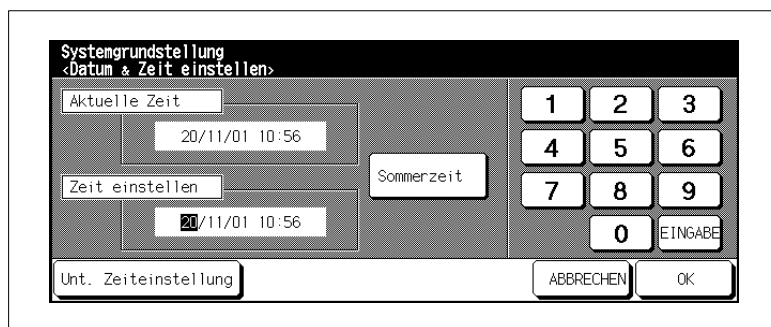 Systemgrundstellung
<Datum & Zeit einstellen>
Aktuelle Zeit
20/11/01 10:56
Sommerzeit
Zeit einstellen
20/11/01 10:56
1 2 3
4 5 6
7 8 9
0 EINGABE
Unt. Zeiteinstellung
ABBRECHEN OK